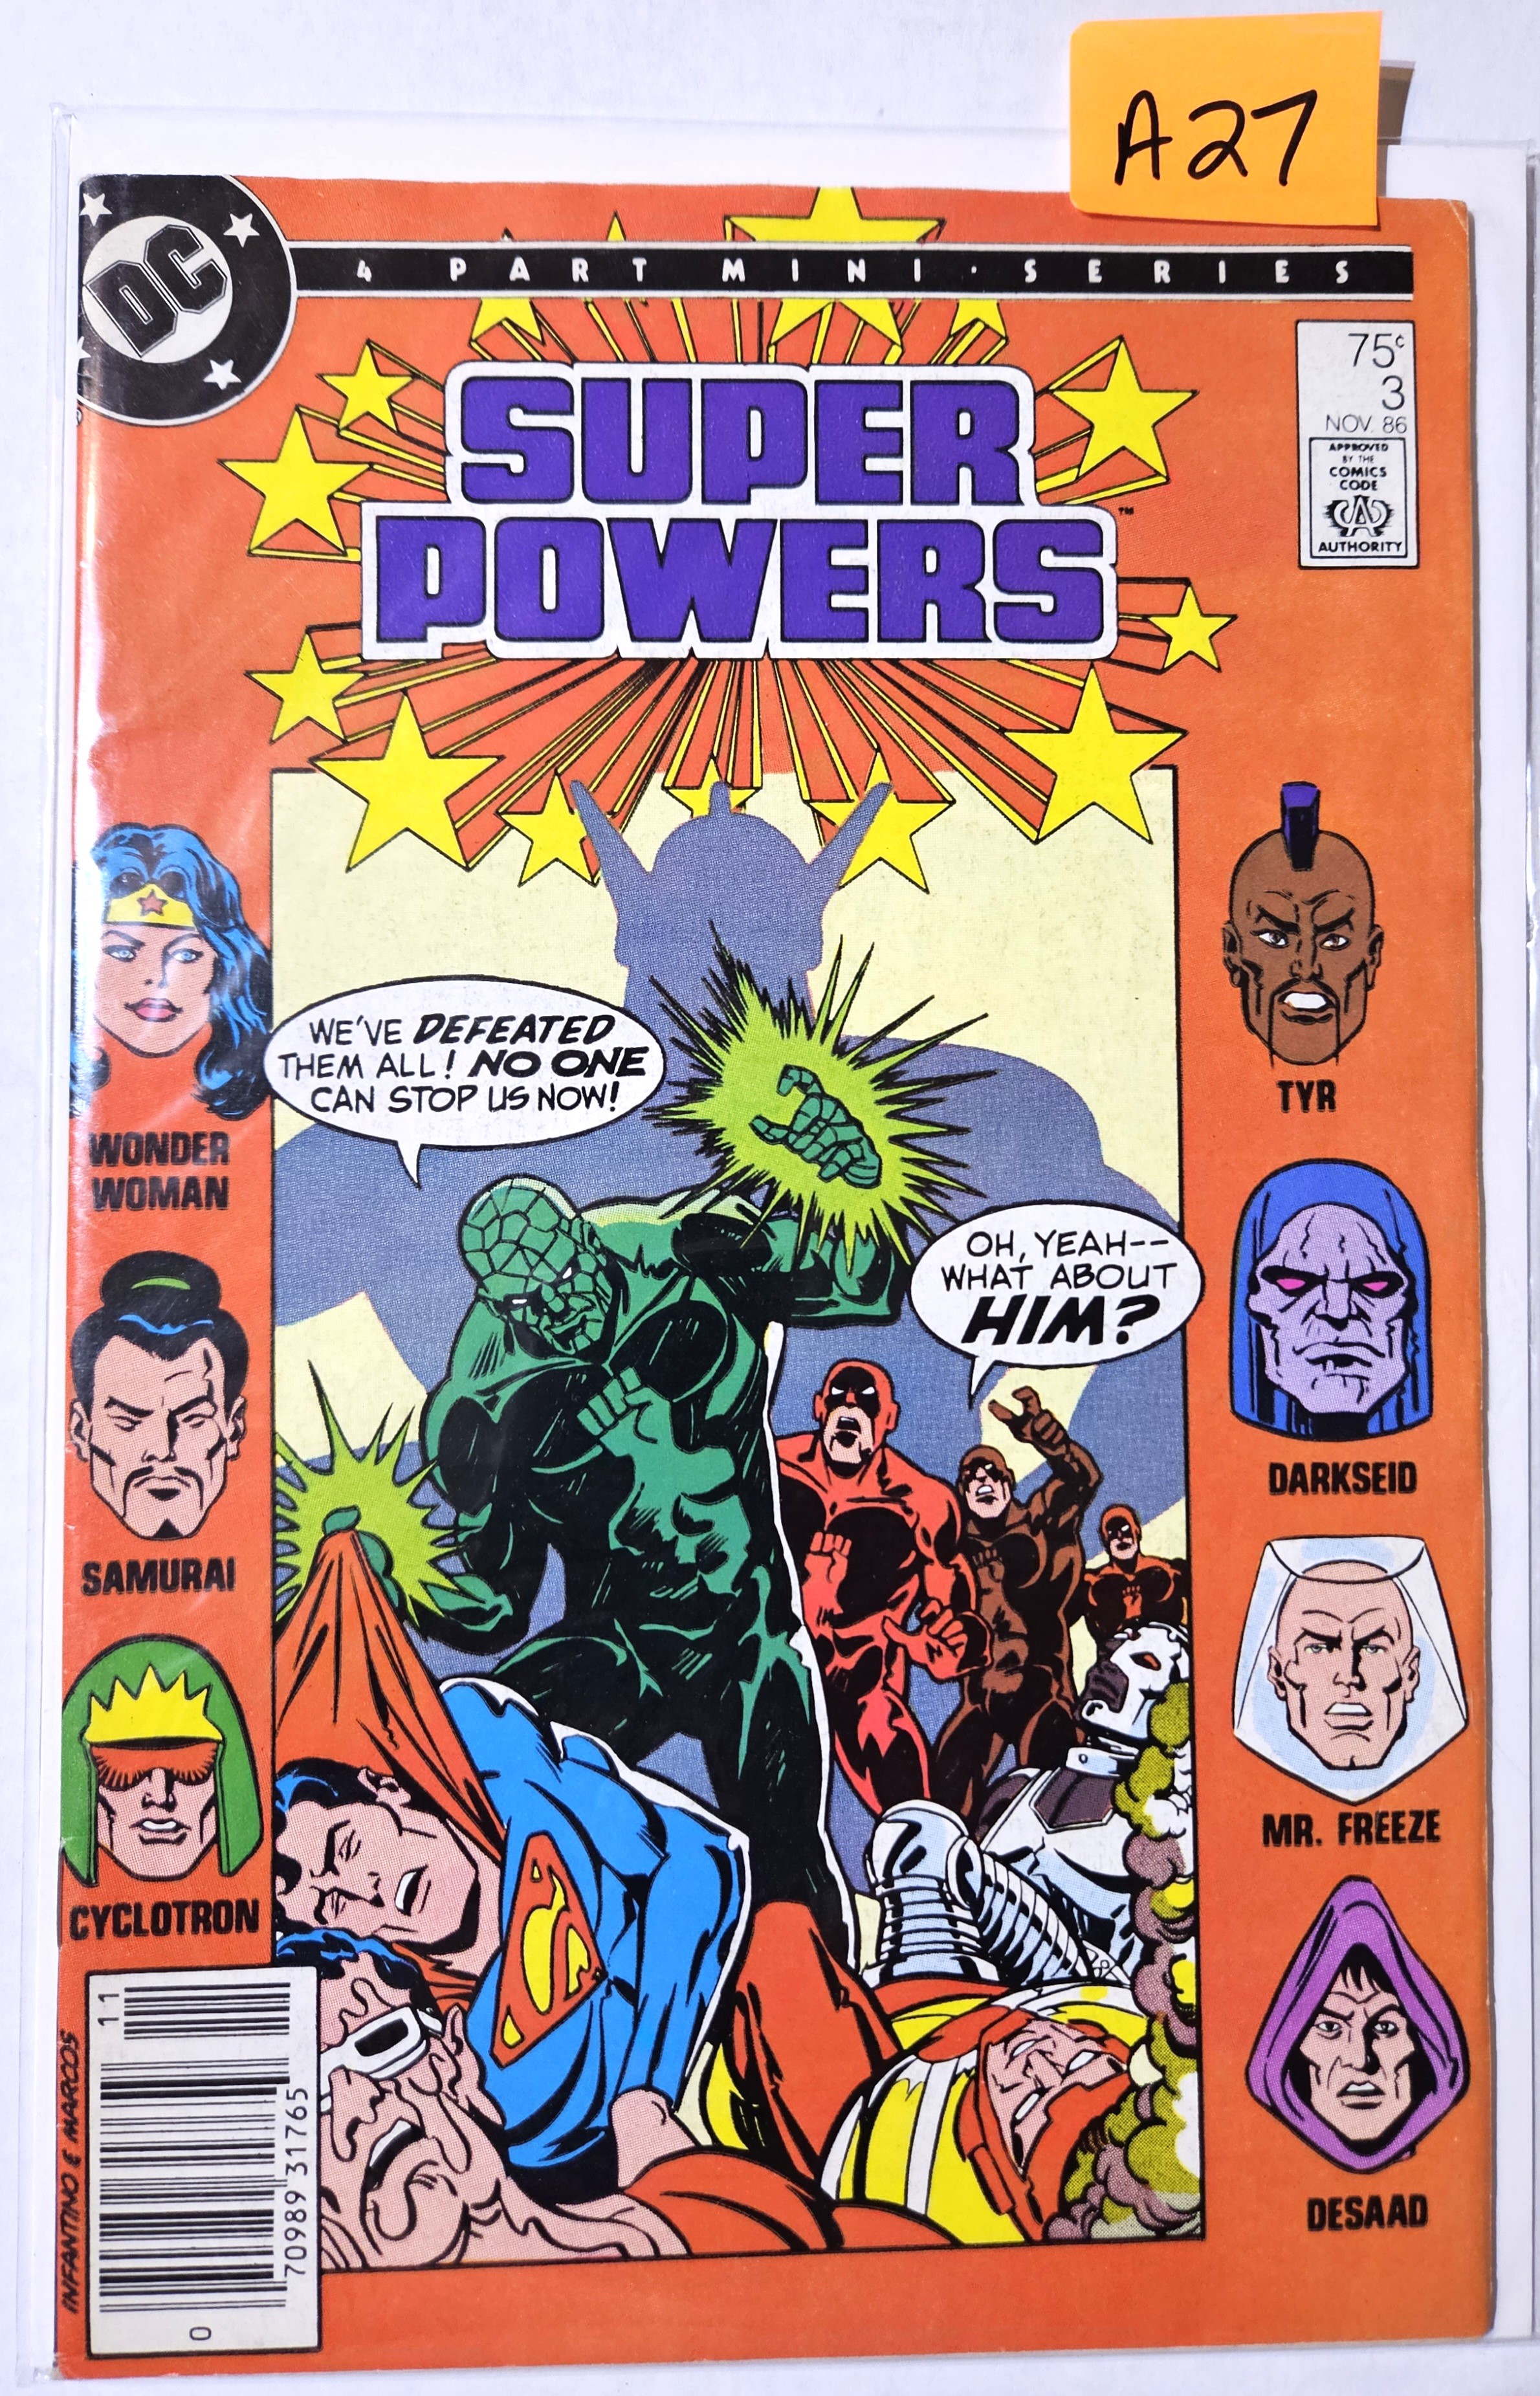 A27
DC
4 PART MINI·SERIES
SUPER
POWERS™
75¢
3
NOV. 86
APPROVED
BY THE
COMICS
CODE
CA
AUTHORITY
WE'VE DEFEATED
THEM ALL! NO ONE
CAN STOP US NOW!
OH, YEAH--
WHAT ABOUT
HIM?
WONDER
WOMAN
SAMURAI
CYCLOTRON
TYR
DARKSEID
MR. FREEZE
DESAAD
S
11
70989 31765
0
INFANTINO & MARCOS